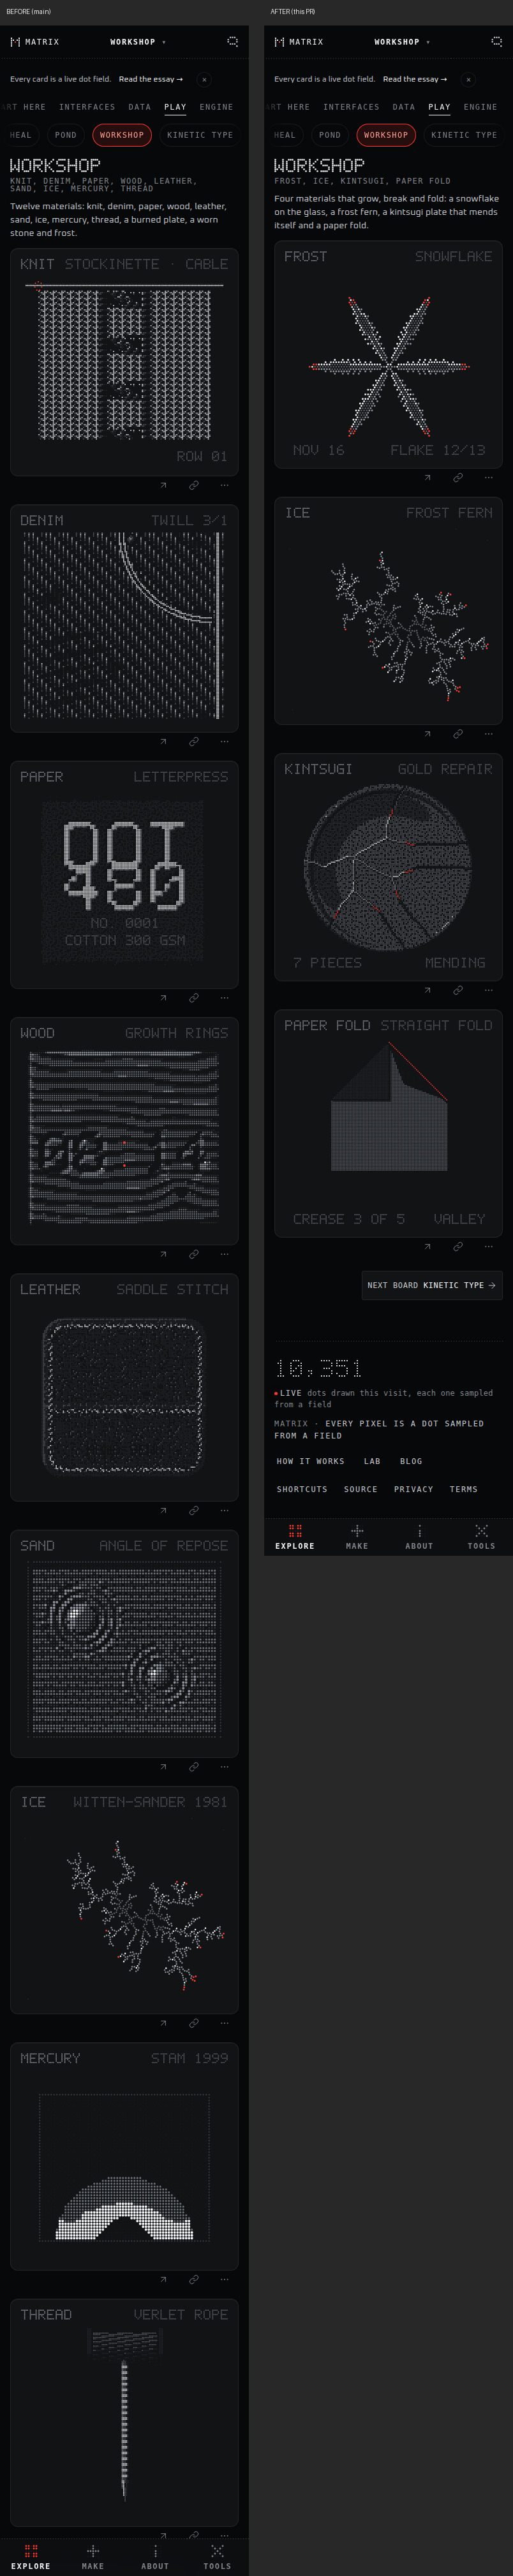 BEFORE (main)
MATRIX
WORKSHOP ▾
Every card is a live dot field. Read the essay →
×
ART HERE INTERFACES DATA PLAY ENGINE
HEAL POND WORKSHOP KINETIC TYPE
WORKSHOP
KNIT, DENIM, PAPER, WOOD, LEATHER,
SAND, ICE, MERCURY, THREAD
Twelve materials: knit, denim, paper, wood, leather,
sand, ice, mercury, thread, a burned plate, a worn
stone and frost.
KNIT STOCKINETTE · CABLE
ROW 01
DENIM TWILL 3/1
PAPER LETTERPRESS
NO. 0001
COTTON 300 GSM
WOOD GROWTH RINGS
LEATHER SADDLE STITCH
SAND ANGLE OF REPOSE
ICE WITTEN-SANDER 1981
MERCURY STAM 1999
THREAD VERLET ROPE
EXPLORE MAKE ABOUT TOOLS
AFTER (this PR)
MATRIX
WORKSHOP ▾
Every card is a live dot field. Read the essay →
×
ART HERE INTERFACES DATA PLAY ENGINE
HEAL POND WORKSHOP KINETIC TYPE
WORKSHOP
FROST, ICE, KINTSUGI, PAPER FOLD
Four materials that grow, break and fold: a snowflake
on the glass, a frost fern, a kintsugi plate that mends
itself and a paper fold.
FROST SNOWFLAKE
NOV 16 FLAKE 12/13
ICE FROST FERN
KINTSUGI GOLD REPAIR
7 PIECES MENDING
PAPER FOLD STRAIGHT FOLD
CREASE 3 OF 5 VALLEY
NEXT BOARD KINETIC TYPE →
10,351
LIVE dots drawn this visit, each one sampled
from a field
MATRIX · EVERY PIXEL IS A DOT SAMPLED
FROM A FIELD
HOW IT WORKS LAB BLOG
SHORTCUTS SOURCE PRIVACY TERMS
EXPLORE MAKE ABOUT TOOLS